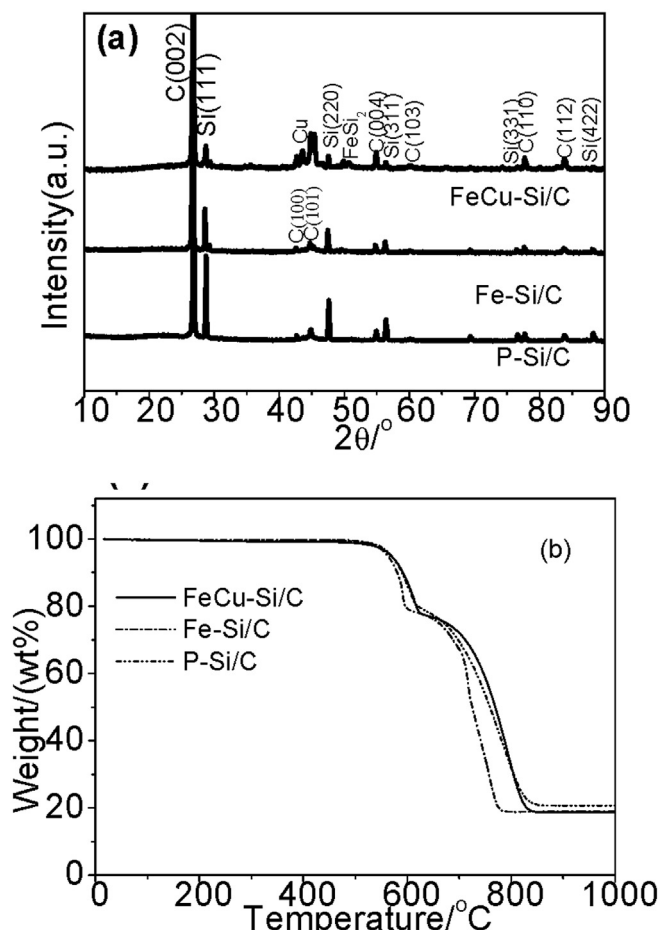 (a)
Intensity(a.u.)
C(002)
Si(111)
Cu
Si(220)
FeSi2
C(004)
Si(311)
C(103)
Si(331)
C(110)
C(112)
Si(422)
FeCu-Si/C
C(100)
C(101)
Fe-Si/C
P-Si/C
10 20 30 40 50 60 70 80 90
2θ/°
(b)
Weight/(wt%)
100
80
60
40
20
0
FeCu-Si/C
Fe-Si/C
P-Si/C
0 200 400 600 800 1000
Temperature/°C